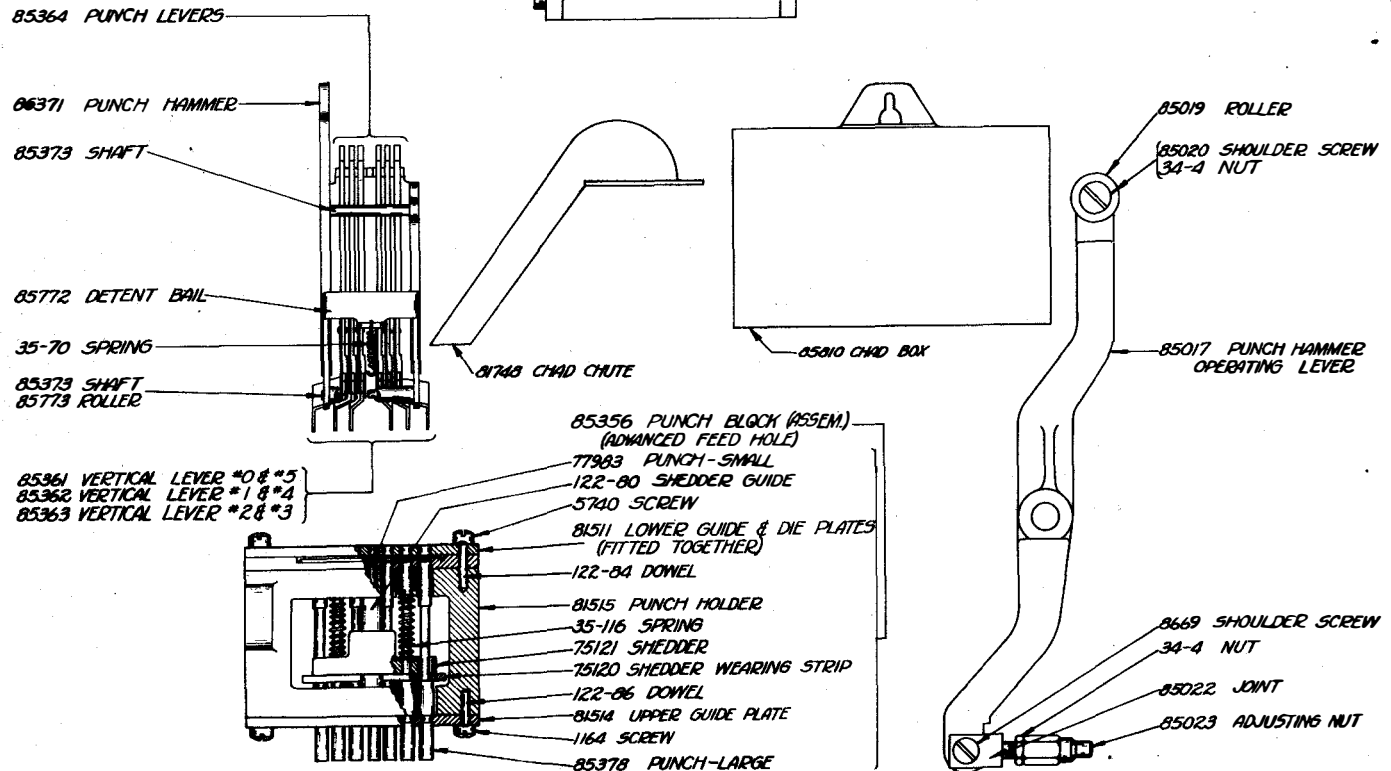 85364 PUNCH LEVERS
86371 PUNCH HAMMER
85373 SHAFT
85772 DETENT BAIL
35-70 SPRING
85373 SHAFT
85773 ROLLER
85361 VERTICAL LEVER #0 & #5
85362 VERTICAL LEVER #1 & #4
85363 VERTICAL LEVER #2 & #3
81748 CHAD CHUTE
85810 CHAD BOX
85019 ROLLER
85020 SHOULDER SCREW
34-4 NUT
85017 PUNCH HAMMER
OPERATING LEVER
85356 PUNCH BLOCK (ASSEM.)
(ADVANCED FEED HOLE)
77983 PUNCH-SMALL
122-80 SHEDDER GUIDE
5740 SCREW
81511 LOWER GUIDE & DIE PLATES
(FITTED TOGETHER)
122-84 DOWEL
81515 PUNCH HOLDER
35-116 SPRING
75121 SHEDDER
75120 SHEDDER WEARING STRIP
122-86 DOWEL
81514 UPPER GUIDE PLATE
1164 SCREW
85378 PUNCH-LARGE
8669 SHOULDER SCREW
34-4 NUT
85022 JOINT
85023 ADJUSTING NUT